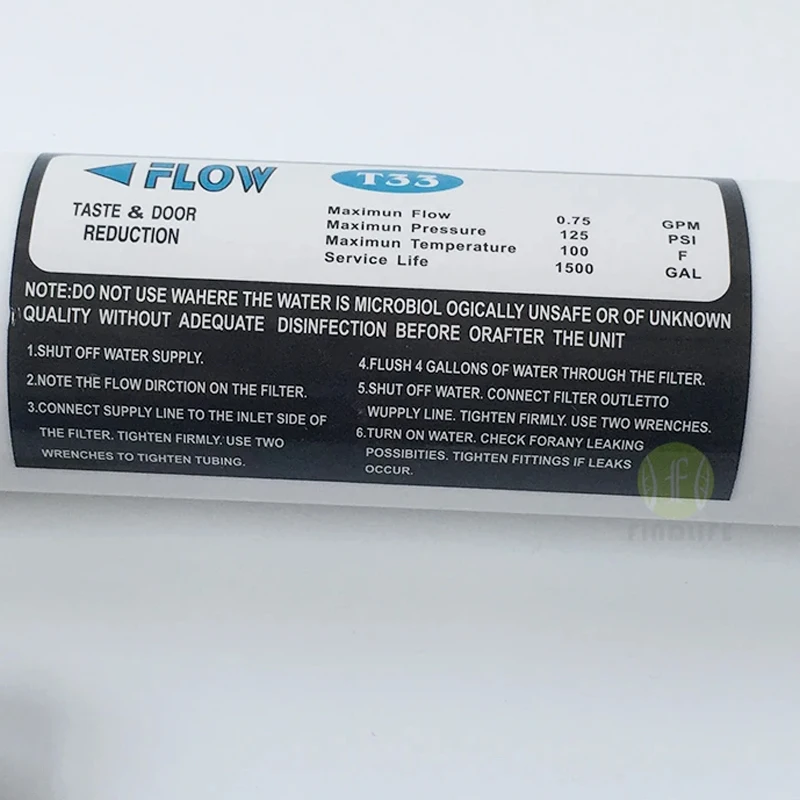 FLOW
T33
TASTE & DOOR
REDUCTION
Maximun Flow 0.75 GPM
Maximun Pressure 125 PSI
Maximun Temperature 100 F
Service Life 1500 GAL
NOTE:DO NOT USE WAHERE THE WATER IS MICROBIOL OGICALLY UNSAFE OR OF UNKNOWN
QUALITY WITHOUT ADEQUATE DISINFECTION BEFORE ORAFTER THE UNIT
1.SHUT OFF WATER SUPPLY.
2.NOTE THE FLOW DIRCTION ON THE FILTER.
3.CONNECT SUPPLY LINE TO THE INLET SIDE OF
THE FILTER. TIGHTEN FIRMLY. USE TWO
WRENCHES TO TIGHTEN TUBING.
4.FLUSH 4 GALLONS OF WATER THROUGH THE FILTER.
5.SHUT OFF WATER. CONNECT FILTER OUTLETTO
WUPPLY LINE. TIGHTEN FIRMLY. USE TWO WRENCHES.
6.TURN ON WATER. CHECK FORANY LEAKING
POSSIBITIES. TIGHTEN FITTINGS IF LEAKS
OCCUR.